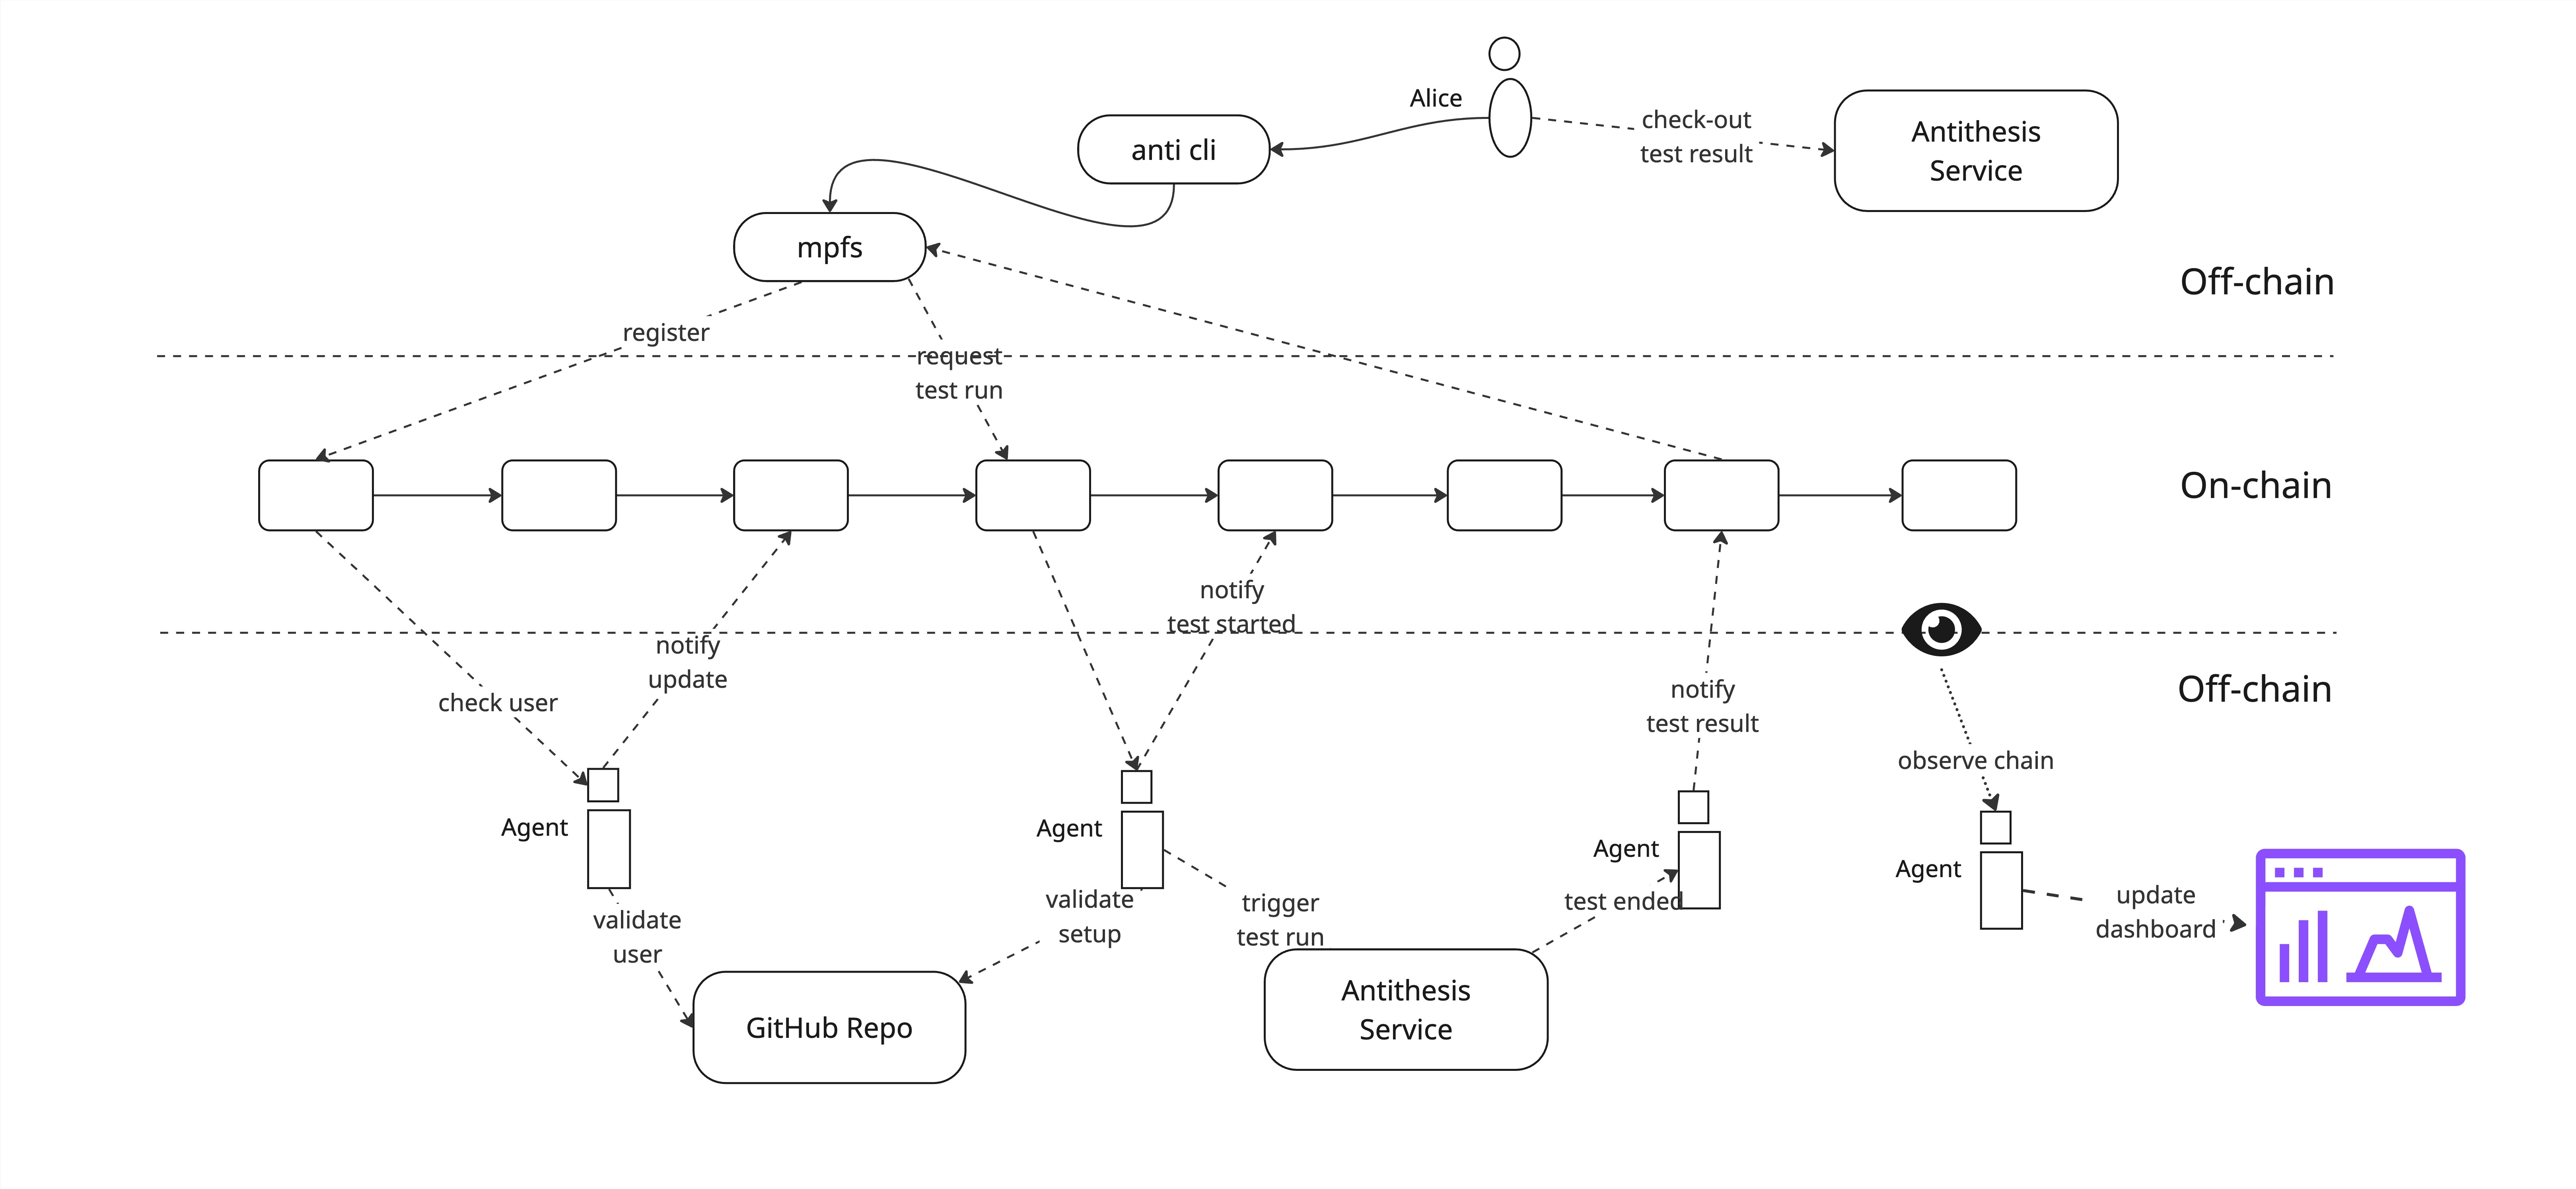 Alice
check-out
test result
Antithesis
Service
anti cli
mpfs
Off-chain
register
request
test run
On-chain
notify
test started
notify
update
check user
Off-chain
notify
test result
observe chain
Agent
Agent
Agent
Agent
validate
user
validate
setup
trigger
test run
test ended
update
dashboard
GitHub Repo
Antithesis
Service